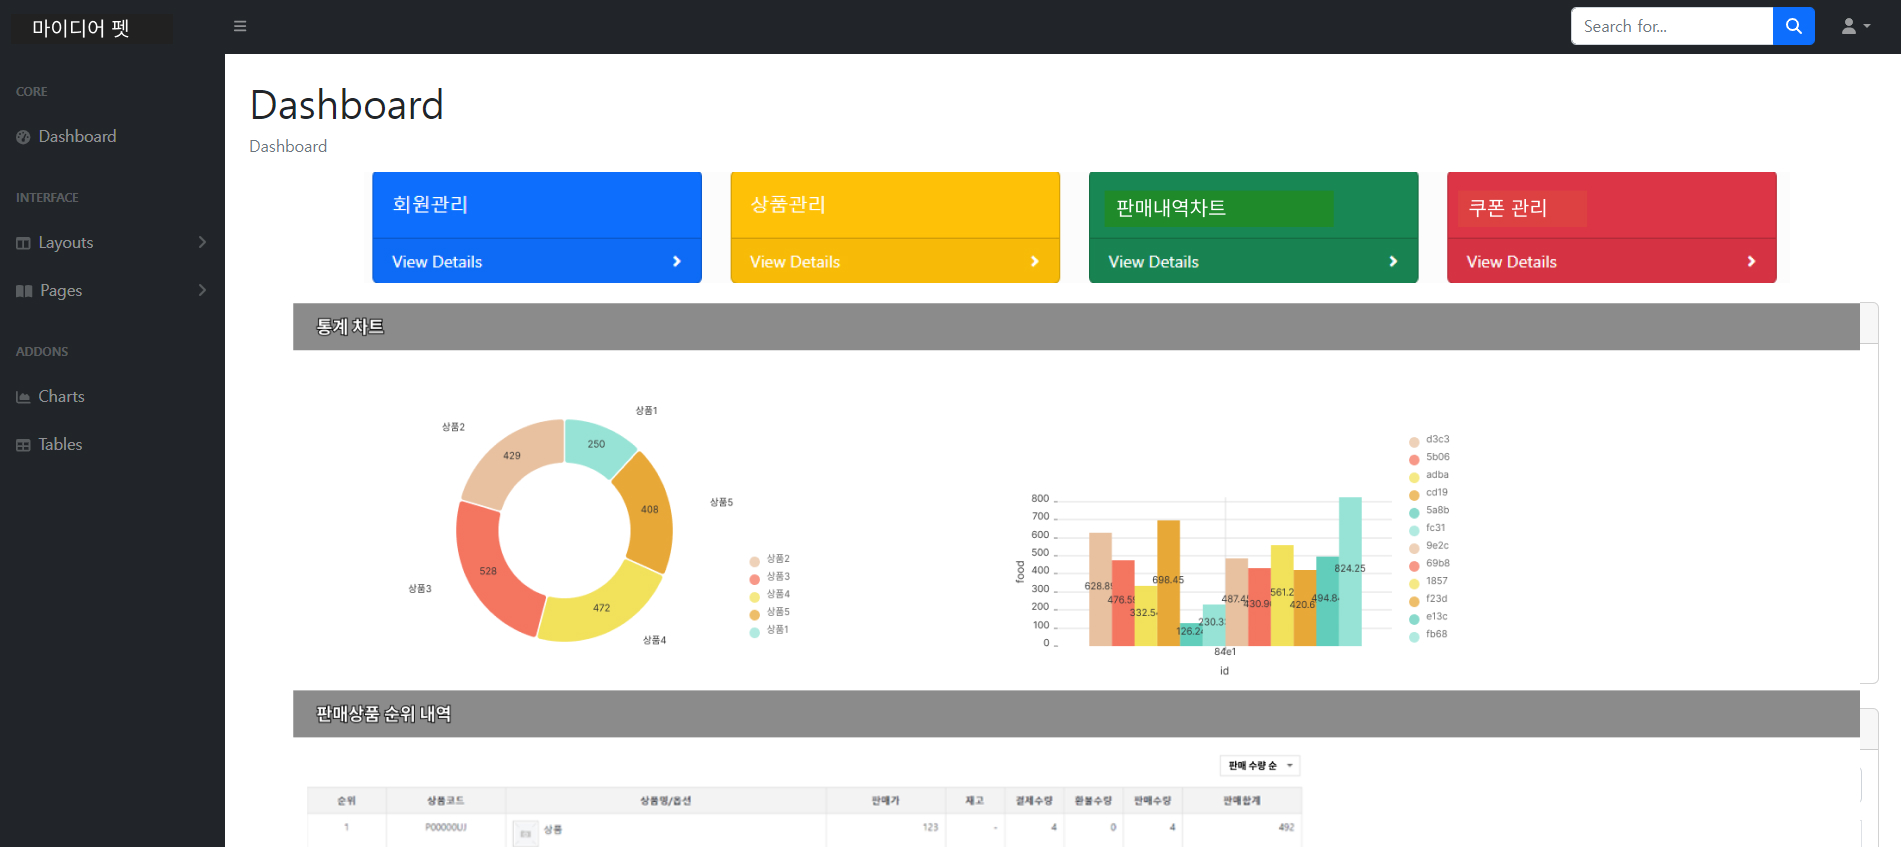 마이디어 펫
Search for...
CORE
Dashboard
INTERFACE
Layouts
Pages
ADDONS
Charts
Tables
Dashboard
Dashboard
회원관리
View Details
상품관리
View Details
판매내역차트
View Details
쿠폰 관리
View Details
통계 차트
상품1
상품2
250
429
상품5
408
528
상품3
472
상품4
상품2
상품3
상품4
상품5
상품1
800
700
600
500
400
300
200
100
0
food
628.8
476.5
332.5
698.45
126.2
230.3
487.4
430.9
561.2
420.6
494.8
824.25
84e1
id
d3c3
5b06
adba
cd19
5a8b
fc31
9e2c
69b8
1857
f23d
e13c
fb68
판매상품 순위 내역
판매 수량 순
순위 상품코드 상품명/옵션 판매가 재고 결제수량 환불수량 판매수량 판매합계
1 P00000UJ 상품 123 - 4 0 4 492